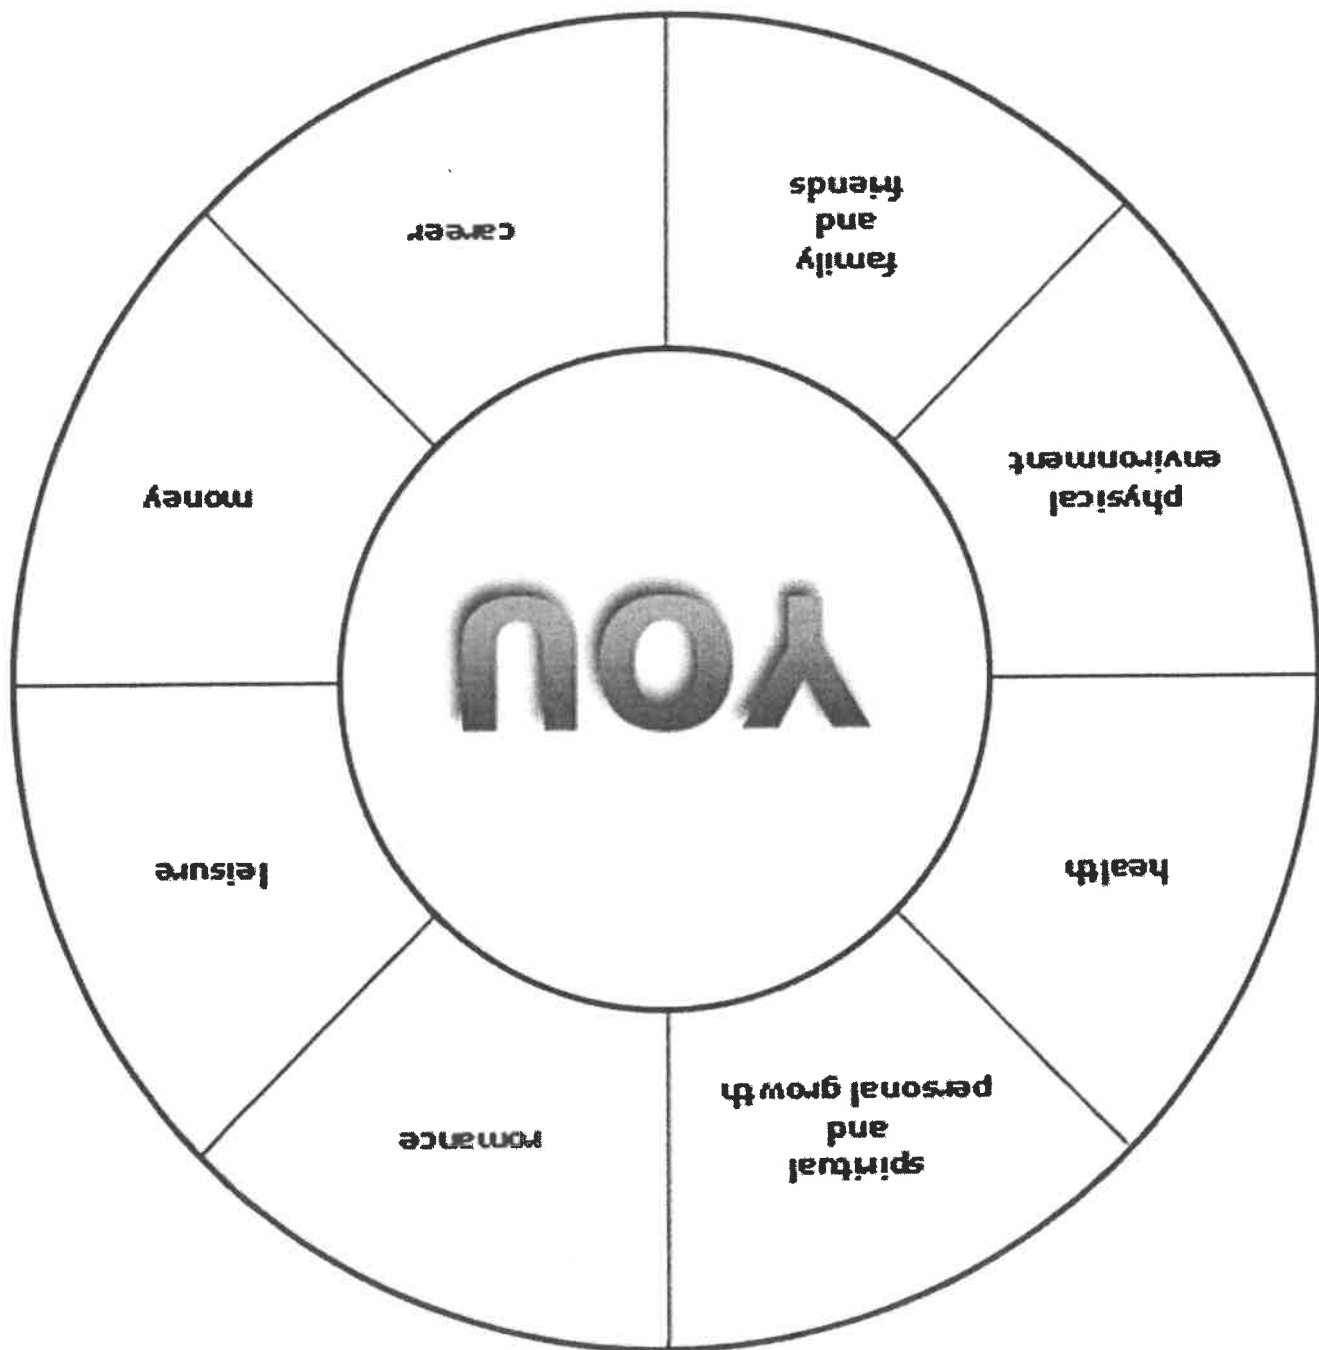 spiritual
and
personal growth
romance
health
leisure
YOU
physical
environment
money
family
and
friends
career